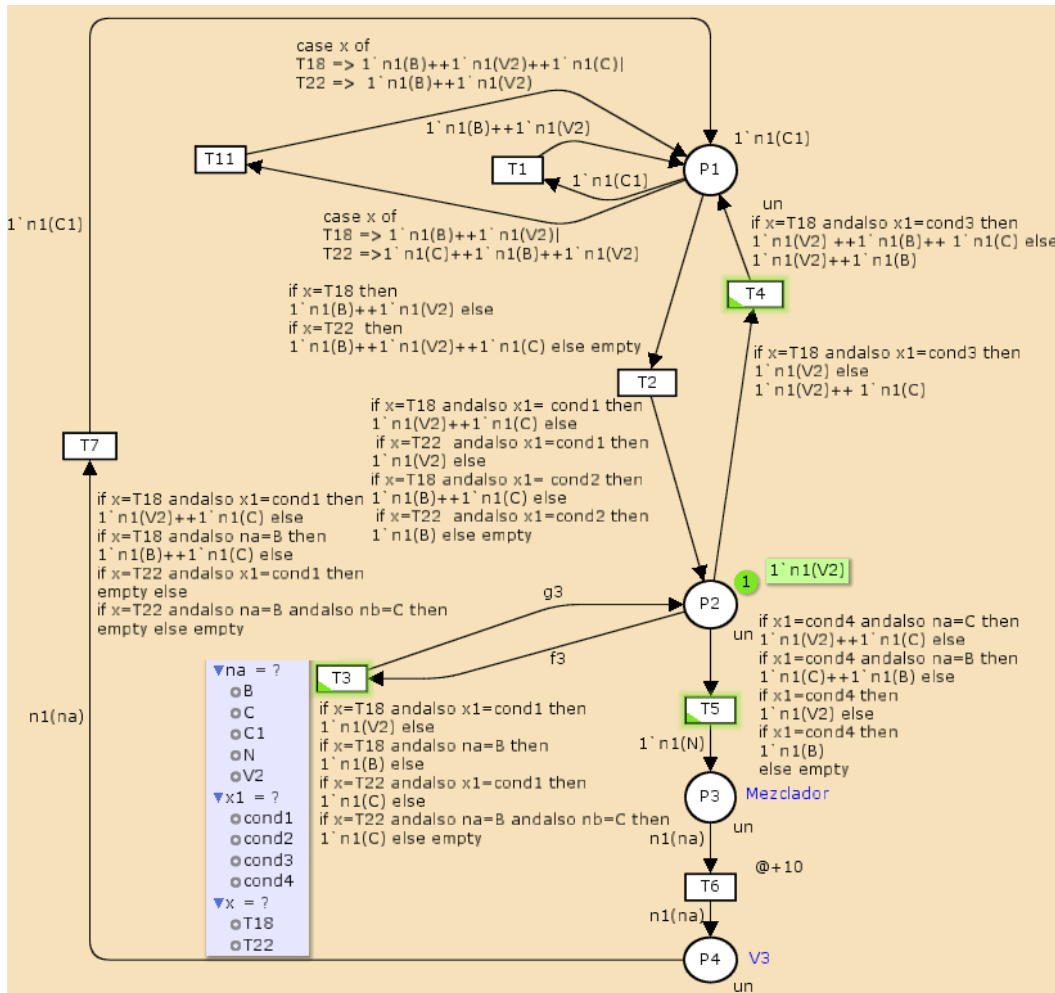 case x of
T18 => 1`n1(B)++1`n1(V2)++1`n1(C)|
T22 => 1`n1(B)++1`n1(V2)
1`n1(B)++1`n1(V2)
1`n1(C1)
T11
T1
1`n1(C1)
P1
1`n1(C1)
case x of
T18 => 1`n1(B)++1`n1(V2)|
T22 =>1`n1(C)++1`n1(B)++1`n1(V2)
un
if x=T18 andalso x1=cond3 then
1`n1(V2) ++1`n1(B)++ 1`n1(C) else
1`n1(V2)++1`n1(B)
T4
if x=T18 then
1`n1(B)++1`n1(V2) else
if x=T22 then
1`n1(B)++1`n1(V2)++1`n1(C) else empty
if x=T18 andalso x1=cond3 then
1`n1(V2) else
1`n1(V2)++ 1`n1(C)
T2
if x=T18 andalso x1= cond1 then
1`n1(V2)++1`n1(C) else
if x=T22 andalso x1=cond1 then
1`n1(V2) else
if x=T18 andalso x1= cond2 then
1`n1(B)++1`n1(C) else
if x=T22 andalso x1=cond2 then
1`n1(B) else empty
T7
if x=T18 andalso x1=cond1 then
1`n1(V2)++1`n1(C) else
if x=T18 andalso na=B then
1`n1(B)++1`n1(C) else
if x=T22 andalso x1=cond1 then
empty else
if x=T22 andalso na=B andalso nb=C then
empty else empty
g3
P2
1
1`n1(V2)
un
f3
T3
if x1=cond4 andalso na=C then
1`n1(V2)++1`n1(C) else
if x1=cond4 andalso na=B then
1`n1(C)++1`n1(B) else
if x1=cond4 then
1`n1(V2) else
if x1=cond4 then
1`n1(B)
else empty
T5
na = ?
B
C
C1
N
V2
x1 = ?
cond1
cond2
cond3
cond4
x = ?
T18
T22
if x=T18 andalso x1=cond1 then
1`n1(V2) else
if x=T18 andalso na=B then
1`n1(B) else
if x=T22 andalso x1=cond1 then
1`n1(C) else
if x=T22 andalso na=B andalso nb=C then
1`n1(C) else empty
n1(na)
1`n1(N)
P3
Mezclador
un
n1(na)
@+10
T6
n1(na)
P4
V3
un